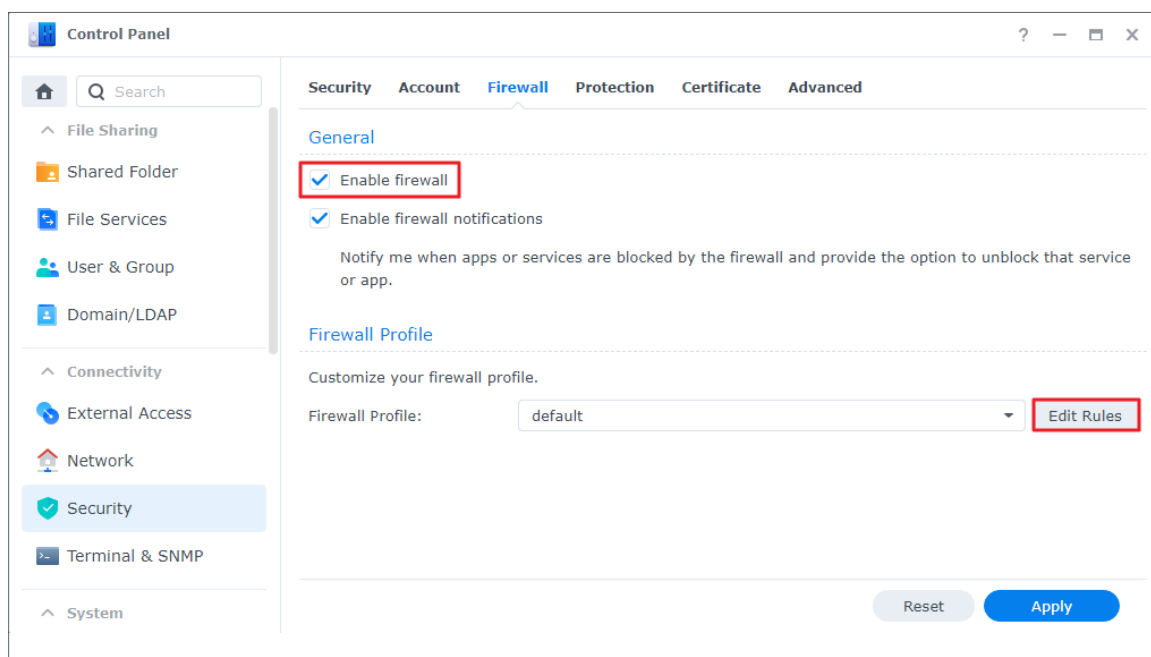 Control Panel
?
Search
File Sharing
Shared Folder
File Services
User & Group
Domain/LDAP
Connectivity
External Access
Network
Security
Terminal & SNMP
System
Security Account Firewall Protection Certificate Advanced
General
Enable firewall
Enable firewall notifications
Notify me when apps or services are blocked by the firewall and provide the option to unblock that service
or app.
Firewall Profile
Customize your firewall profile.
Firewall Profile: default Edit Rules
Reset Apply